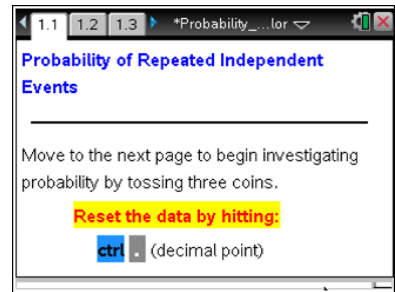 1.1 1.2 1.3 *Probability_...lor
Probability of Repeated Independent
Events
Move to the next page to begin investigating
probability by tossing three coins.
Reset the data by hitting:
ctrl . (decimal point)